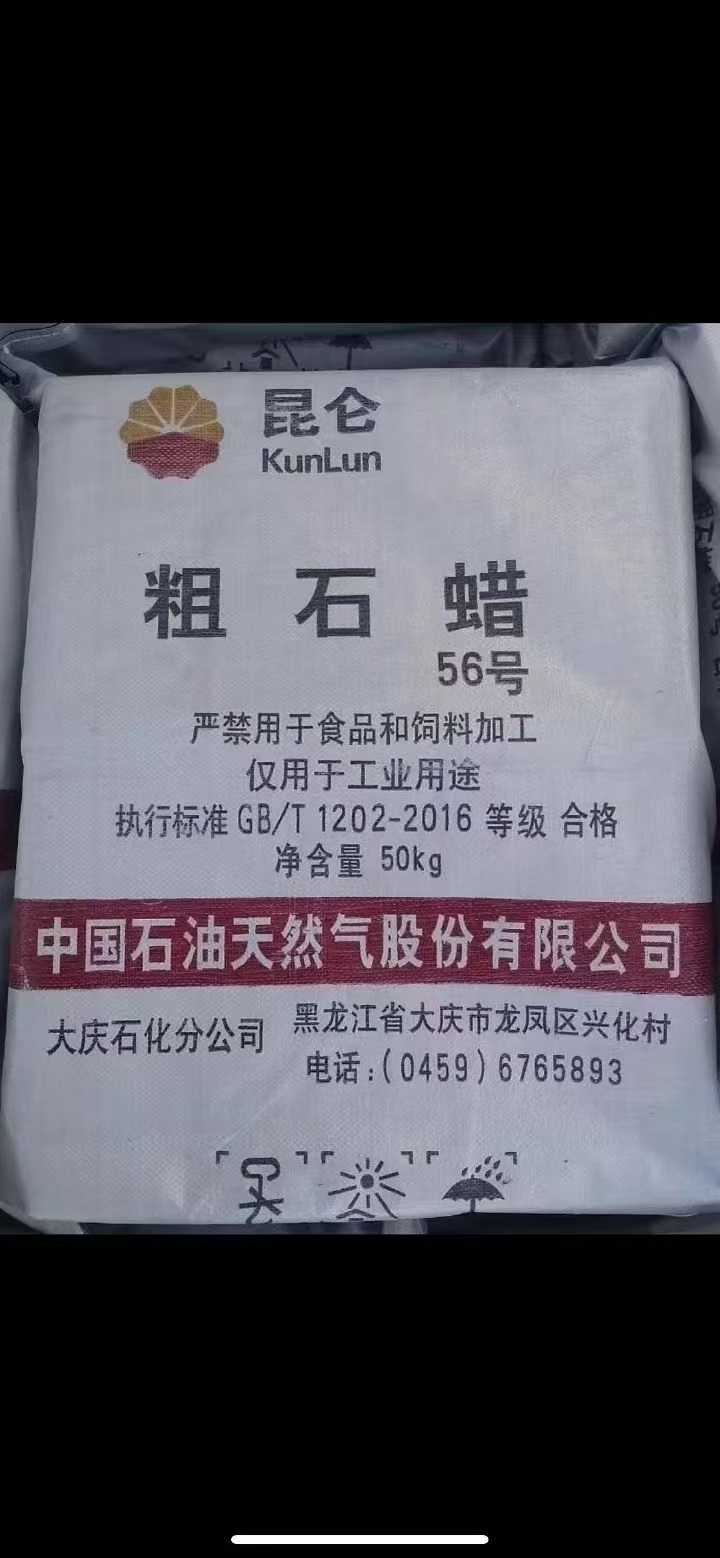 昆仑
KunLun
粗石蜡
56号
严禁用于食品和饲料加工
仅用于工业用途
执行标准 GB/T 1202-2016 等级 合格
净含量 50kg
中国石油天然气股份有限公司
大庆石化分公司
黑龙江省大庆市龙凤区兴化村
电话:(0459)6765893